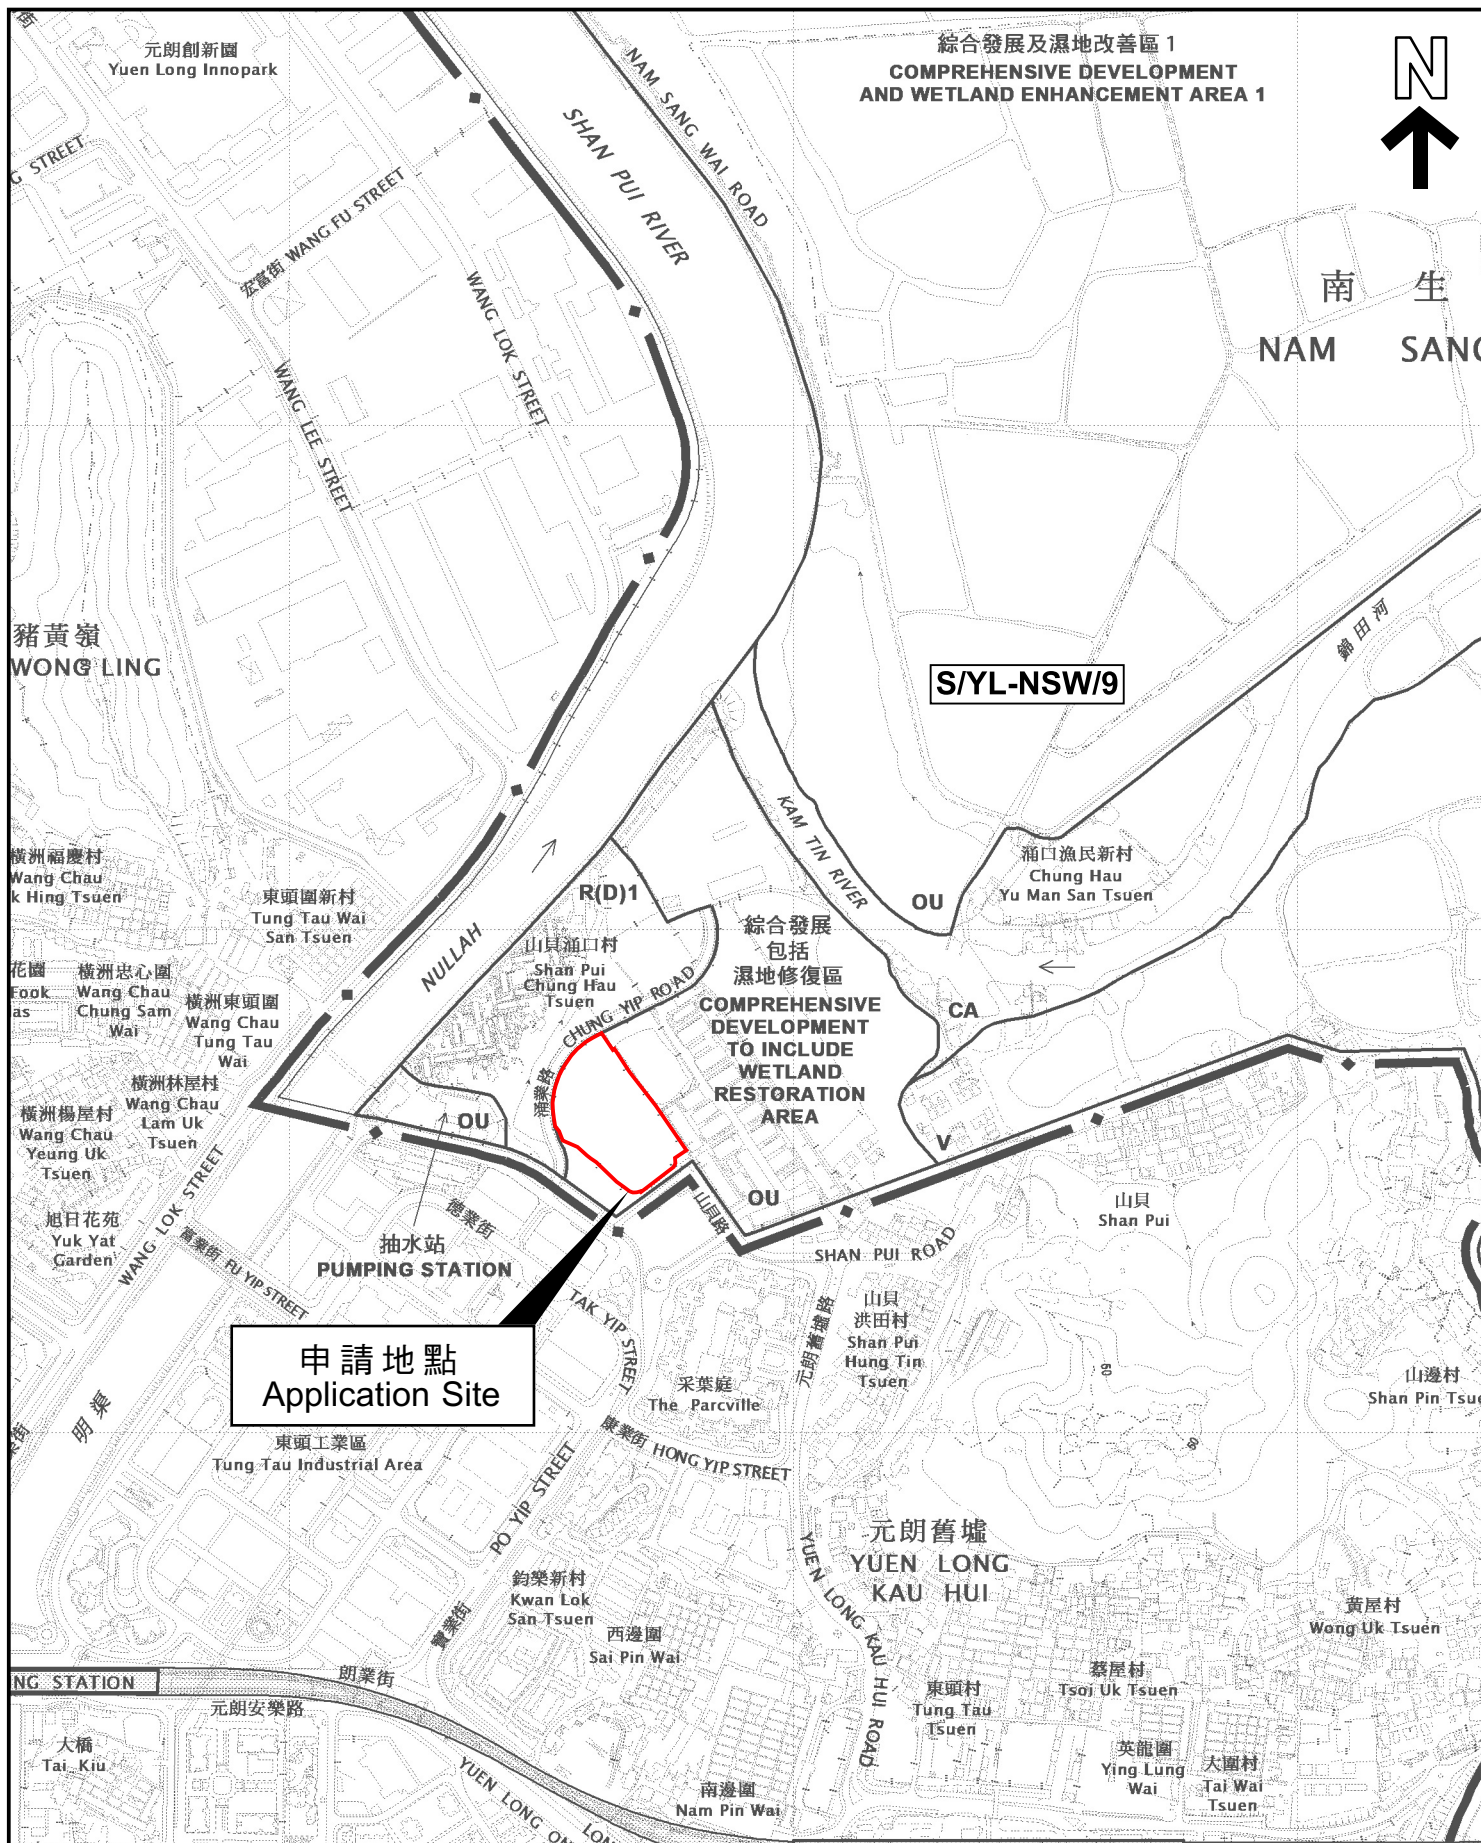 元朗創新園
Yuen Long Innopark
綜合發展及濕地改善區 1
COMPREHENSIVE DEVELOPMENT
AND WETLAND ENHANCEMENT AREA 1
N
NAM SANG WAI ROAD
SHAN PUI RIVER
G STREET
宏富街 WANG FU STREET
WANG LOK STREET
WANG LEE STREET
南 生
NAM SANG
豬黃嶺
WONG LING
S/YL-NSW/9
錦田河
KAM TIN RIVER
橫洲福慶村
Wang Chau
k Hing Tsuen
東頭圍新村
Tung Tau Wai
San Tsuen
涌口漁民新村
Chung Hau
Yu Man San Tsuen
R(D)1
OU
NULLAH
山貝涌口村
Shan Pui
Chung Hau
Tsuen
CHUNG YIP ROAD
涌業路
綜合發展
包括
濕地修復區
COMPREHENSIVE
DEVELOPMENT
TO INCLUDE
WETLAND
RESTORATION
AREA
CA
花園
Fook
as
橫洲忠心圍
Wang Chau
Chung Sam
Wai
橫洲東頭圍
Wang Chau
Tung Tau
Wai
橫洲林屋村
Wang Chau
Lam Uk
Tsuen
橫洲楊屋村
Wang Chau
Yeung Uk
Tsuen
OU
V
OU
旭日花苑
Yuk Yat
Garden
WANG LOK STREET
富業街 FU YIP STREET
德業街
抽水站
PUMPING STATION
山貝路
SHAN PUI ROAD
山貝
Shan Pui
TAK YIP STREET
申請地點
Application Site
元朗舊墟路
山貝
洪田村
Shan Pui
Hung Tin
Tsuen
采葉庭
The Parcville
50
50
山邊村
Shan Pin Tsue
明渠
東頭工業區
Tung Tau Industrial Area
康業街 HONG YIP STREET
PO YIP STREET
寶業街
元朗舊墟
YUEN LONG
KAU HUI
YUEN LONG KAU HUI ROAD
鈞樂新村
Kwan Lok
San Tsuen
西邊圍
Sai Pin Wai
黃屋村
Wong Uk Tsuen
蔡屋村
Tsoi Uk Tsuen
東頭村
Tung Tau
Tsuen
NG STATION
朗業街
元朗安樂路
大橋
Tai Kiu
YUEN LONG ON
LON
南邊圍
Nam Pin Wai
英龍圍
Ying Lung
Wai
大圍村
Tai Wai
Tsuen